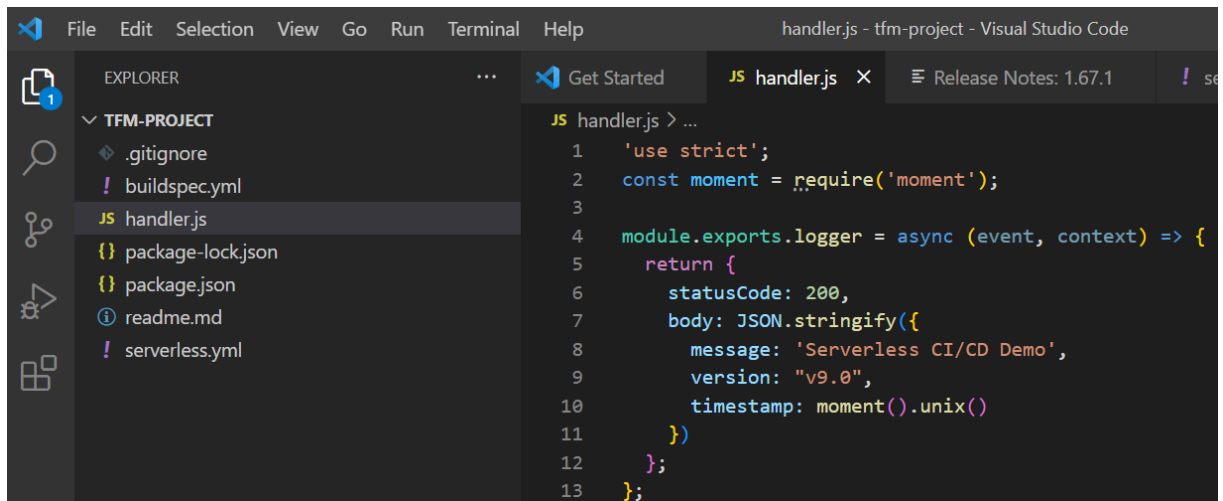 File Edit Selection View Go Run Terminal Help handler.js - tfm-project - Visual Studio Code
EXPLORER ...
1
TFM-PROJECT
.gitignore
! buildspec.yml
JS handler.js
{} package-lock.json
{} package.json
readme.md
! serverless.yml
Get Started JS handler.js Release Notes: 1.67.1 ! se
JS handler.js > ...
1 'use strict';
2 const moment = require('moment');
3
4 module.exports.logger = async (event, context) => {
5 return {
6 statusCode: 200,
7 body: JSON.stringify({
8 message: 'Serverless CI/CD Demo',
9 version: "v9.0",
10 timestamp: moment().unix()
11 })
12 };
13 };